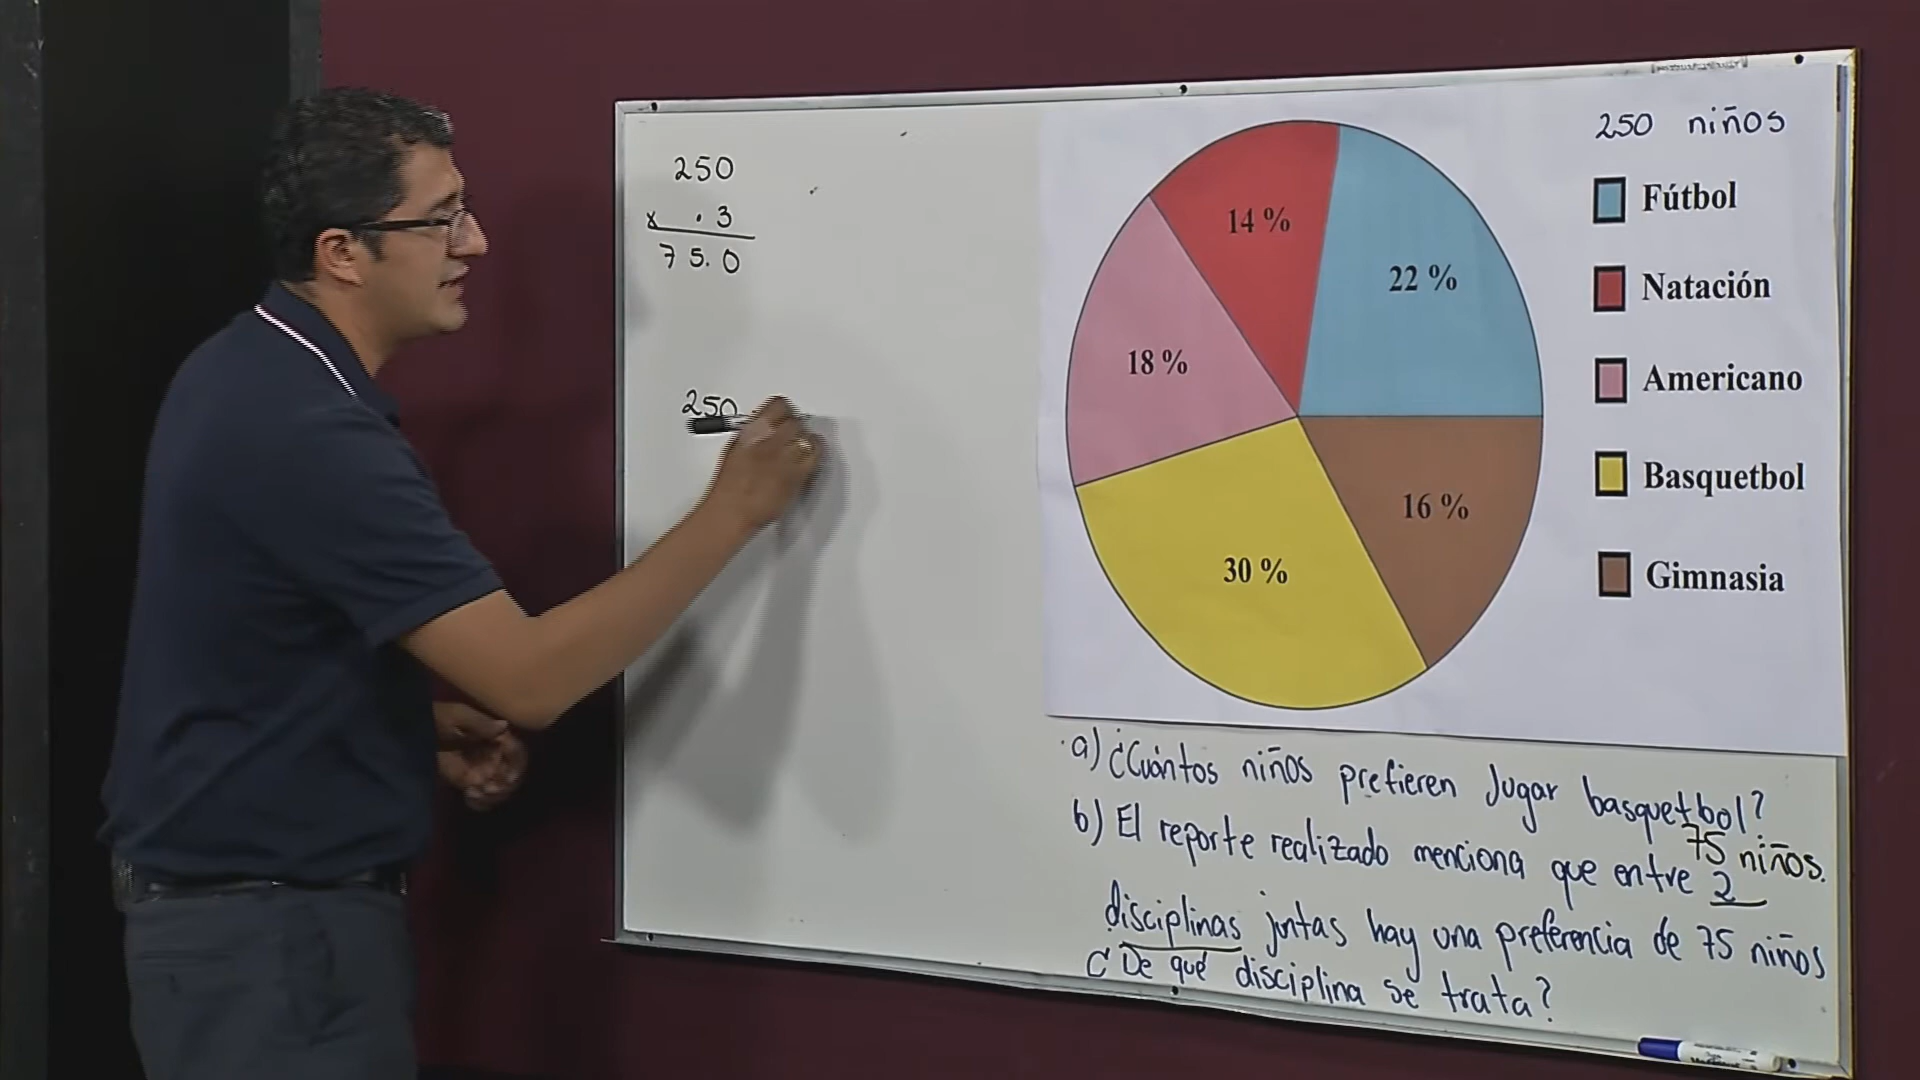 250
x .3
75.0
250
14 %
22 %
18 %
30 %
16 %
250 niños
Fútbol
Natación
Americano
Basquetbol
Gimnasia
a) ¿Cuántos niños prefieren Jugar basquetbol?
75 niños.
b) El reporte realizado menciona que entre 2
disciplinas juntas hay una preferencia de 75 niños
¿De qué disciplina se trata?